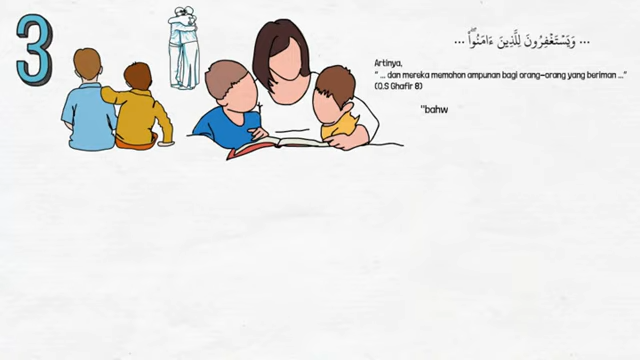 3
... وَيَسْتَغْفِرُونَ لِلَّذِينَ ءَامَنُوا۟ۖ ...
Artinya,
" ... dan mereka memohon ampunan bagi orang-orang yang beriman ..."
(Q.S Ghafir 8)
"bahw